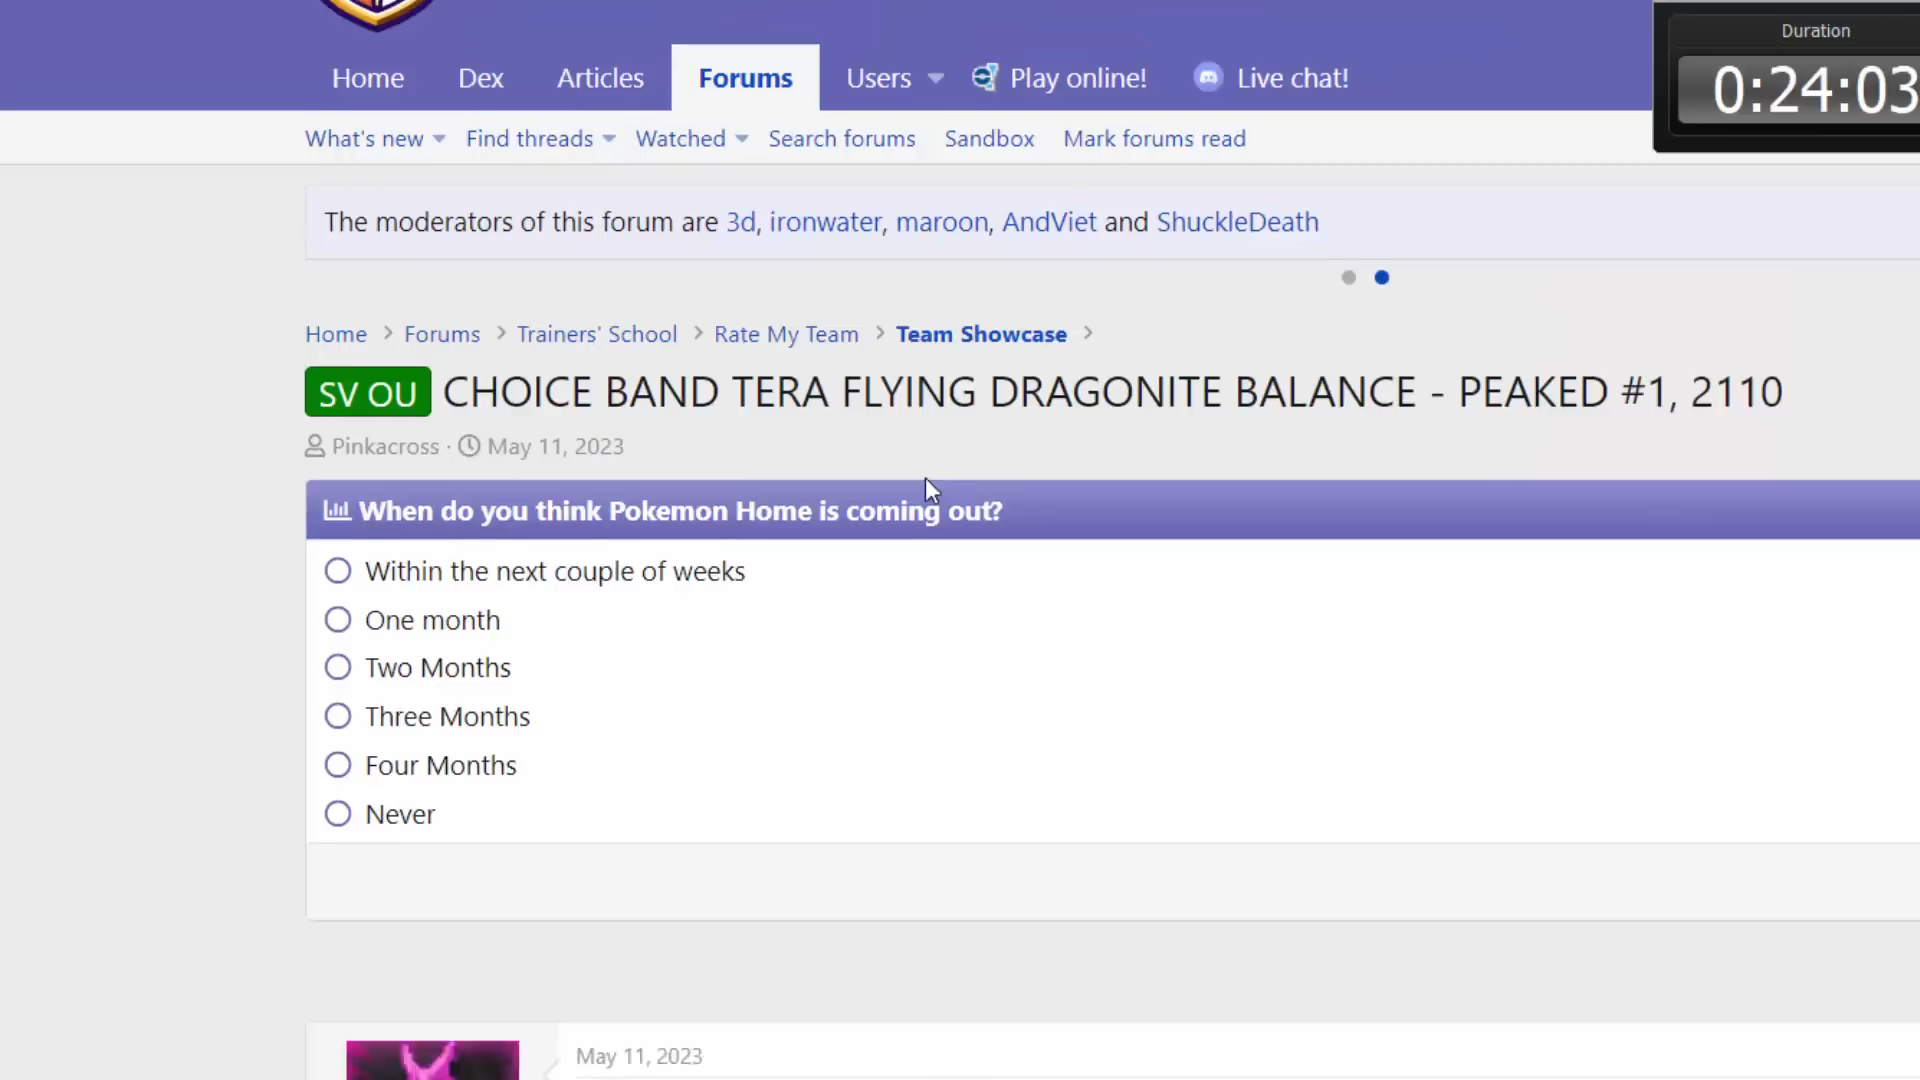 Duration
0:24:03
Home Dex Articles Forums Users Play online! Live chat!
What's new Find threads Watched Search forums Sandbox Mark forums read
The moderators of this forum are 3d, ironwater, maroon, AndViet and ShuckleDeath
Home > Forums > Trainers' School > Rate My Team > Team Showcase >
SV OU CHOICE BAND TERA FLYING DRAGONITE BALANCE - PEAKED #1, 2110
Pinkacross · May 11, 2023
When do you think Pokemon Home is coming out?
Within the next couple of weeks
One month
Two Months
Three Months
Four Months
Never
May 11, 2023